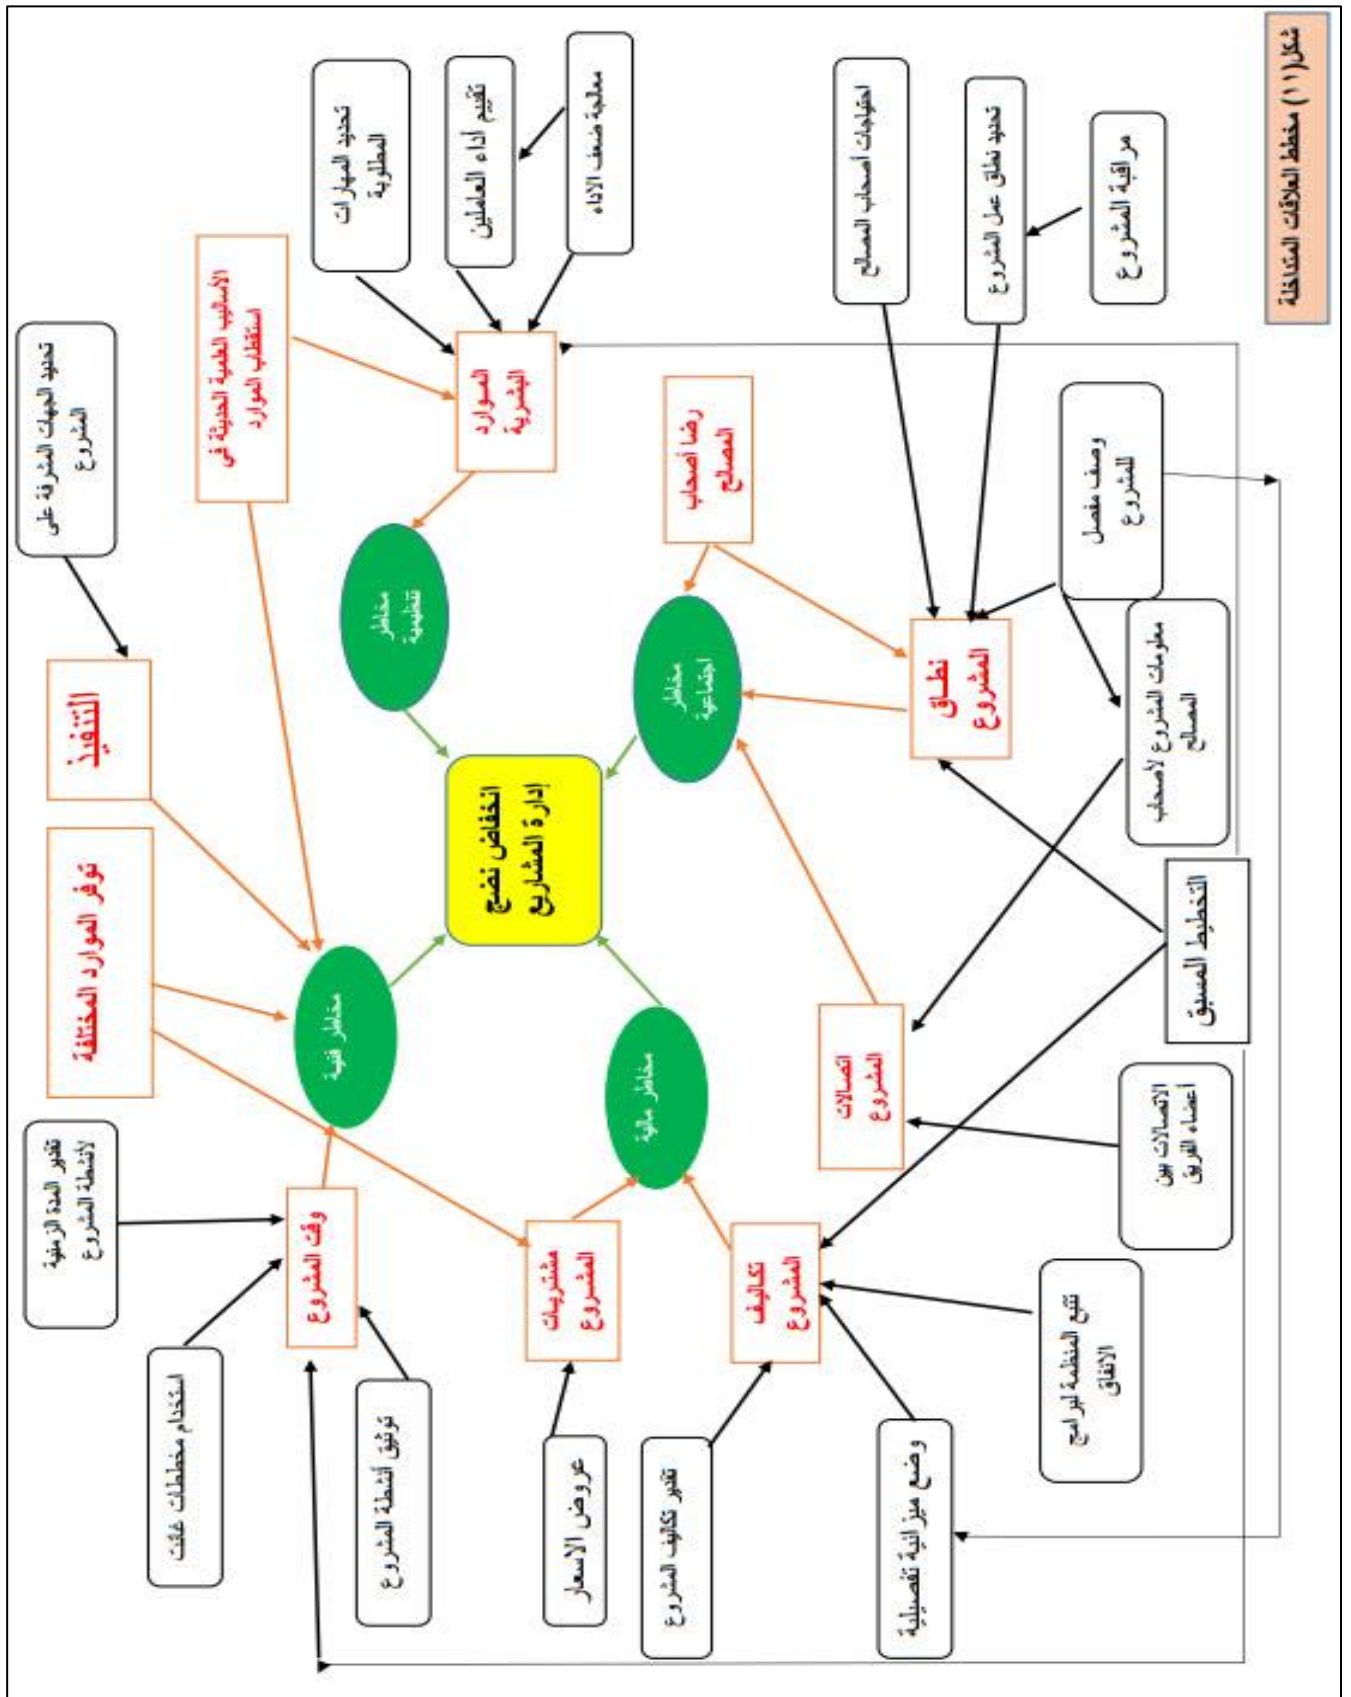 شكل(١١) مخطط العلاقات المتداخلة
مراقبة المشروع
تحديد نطاق عمل المشروع
احتياجات أصحاب المصالح
معالجة ضعف الاداء
تقييم أداء العاملين
تحديد المهارات
المطلوبة
وصف مفصل
للمشروع
رضا أصحاب
المصالح
الموارد
البشرية
الأساليب العلمية الحديثة في
استقطاب الموارد
تحديد الجهات المشرفة على
المشروع
معلومات المشروع لأصحاب
المصالح
نطاق
المشروع
مخاطر
اجتماعية
مخاطر
تنظيمية
التنفيذ
التخطيط المسبق
انخفاض نضج
إدارة المشاريع
توفر الموارد المختلفة
اتصالات
المشروع
مخاطر مالية
مخاطر فنية
الاتصالات بين
أعضاء الفريق
تكاليف
المشروع
مشتريات
المشروع
وقت المشروع
تقدير المدة الزمنية
لأنشطة المشروع
تتبع المنظمة لبرامج
الانفاق
وضع ميزانية تفصيلية
تقدير تكاليف المشروع
عروض الاسعار
توثيق أنشطة المشروع
استخدام مخططات غانت